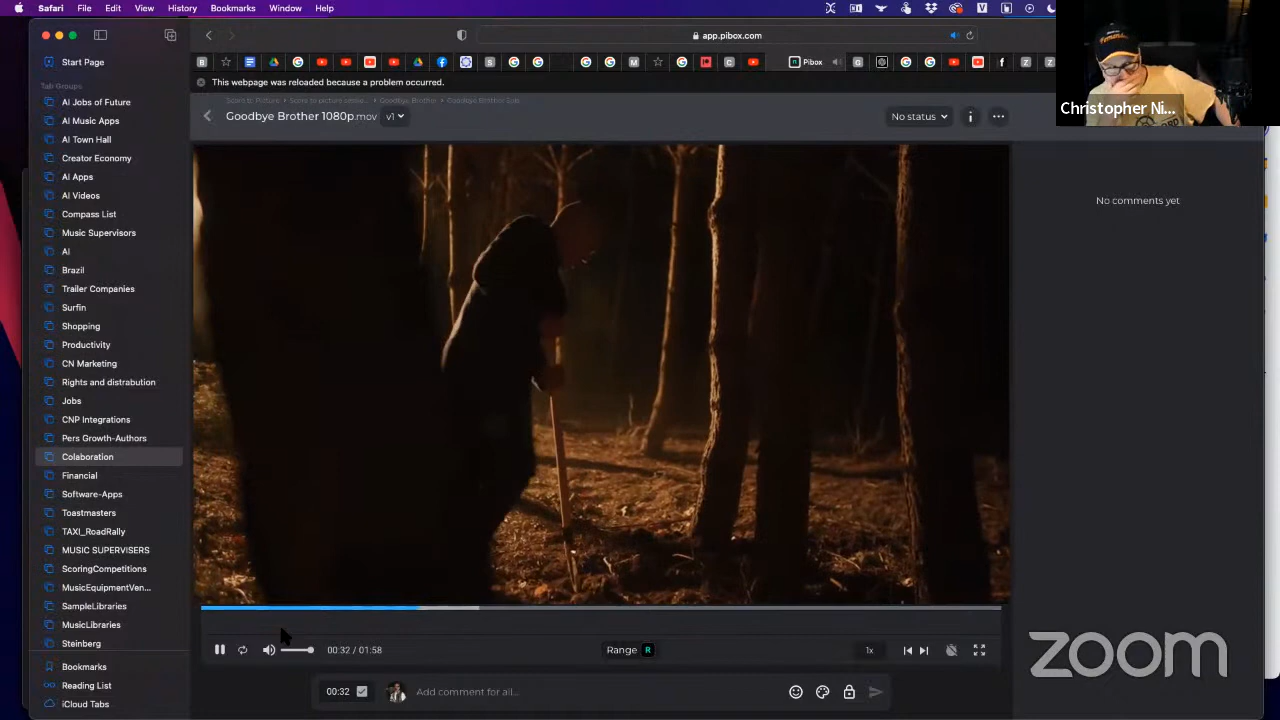 Safari File Edit View History Bookmarks Window Help
app.pibox.com
Start Page
Tab Groups
Pibox
This webpage was reloaded because a problem occurred.
AI Jobs of Future
AI Music Apps
AI Town Hall
Creator Economy
AI Apps
AI Videos
Compass List
Music Supervisors
AI
Brazil
Trailer Companies
Surfin
Shopping
Productivity
CN Marketing
Rights and distrabution
Jobs
CNP Integrations
Pers Growth-Authors
Colaboration
Financial
Software-Apps
Toastmasters
TAXI_RoadRally
MUSIC SUPERVISERS
ScoringCompetitions
MusicEquipmentVen...
SampleLibraries
MusicLibraries
Steinberg
Bookmarks
Reading List
iCloud Tabs
Goodbye Brother 1080p.mov v1
No status
Christopher Ni...
No comments yet
00:32 / 01:58
Range R
1x
00:32
Add comment for all...
zoom